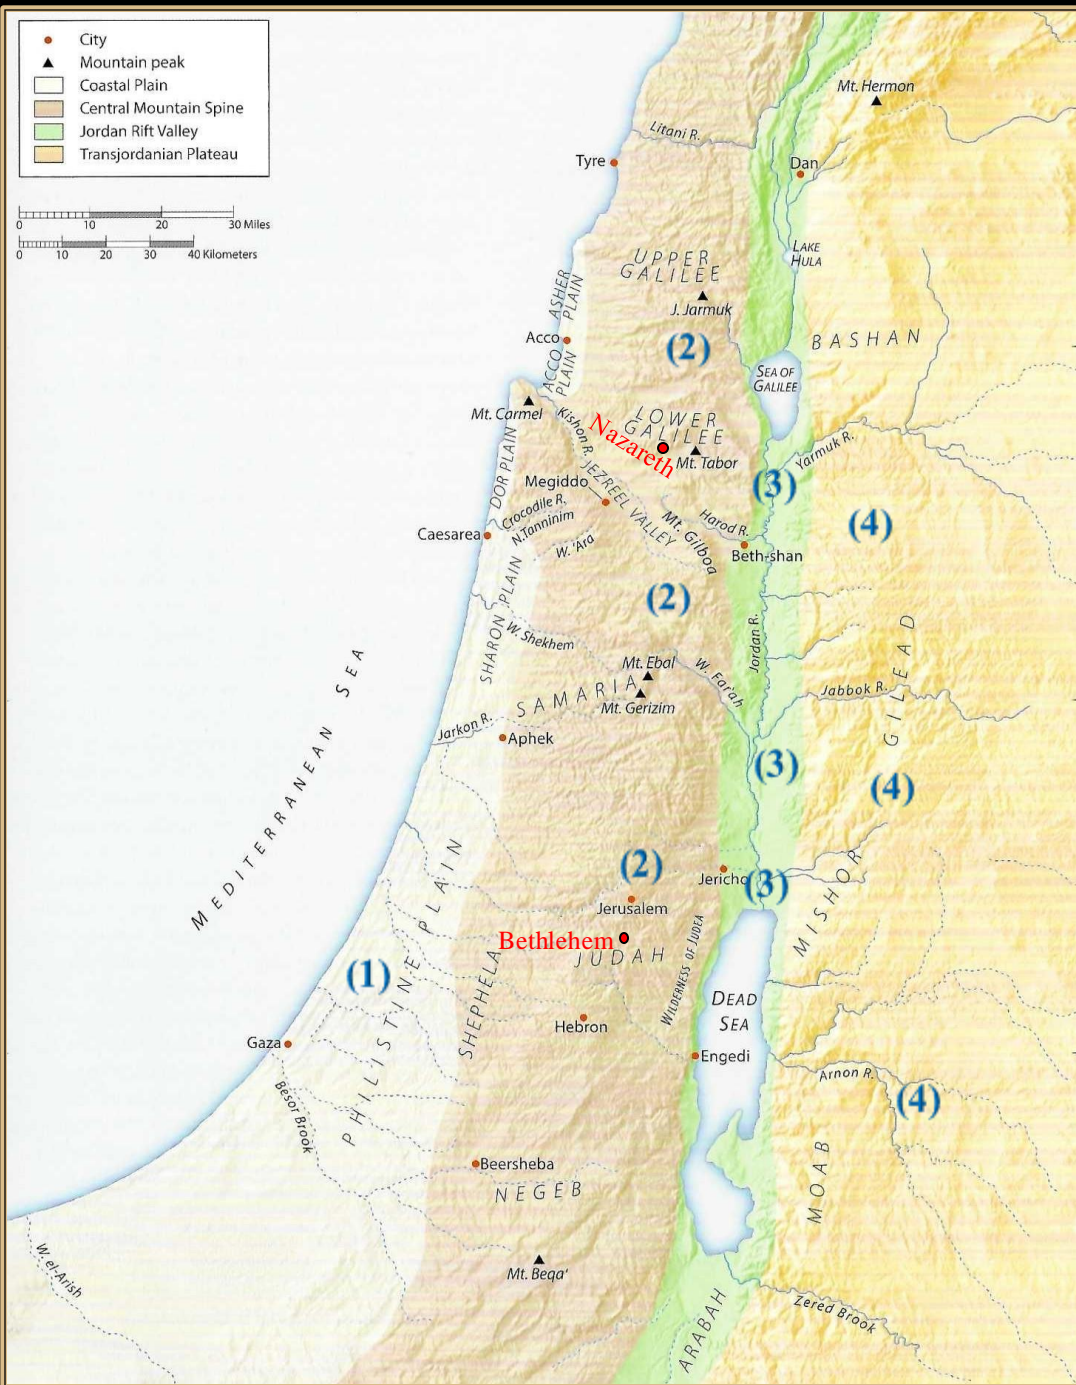 City
Mountain peak
Coastal Plain
Central Mountain Spine
Jordan Rift Valley
Transjordanian Plateau
0 10 20 30 Miles
0 10 20 30 40 Kilometers
Mt. Hermon
Litani R.
Tyre
Dan
LAKE
HULA
UPPER
GALILEE
ASHER
PLAIN
J. Jarmuk
BASHAN
Acco
(2)
ACCO
PLAIN
SEA OF
GALILEE
Mt. Carmel
Kishon R.
LOWER
GALILEE
Nazareth
Mt. Tabor
Yarmuk R.
DOR PLAIN
Megiddo
JEZREEL VALLEY
(3)
Crocodile R.
N.Tanninim
Mt. Gilboa
Harod R.
(4)
Caesarea
W. 'Ara
Beth-shan
SHARON PLAIN
(2)
W. Shekhem
Jordan R.
GILEAD
Mt. Ebal
W. Far'ah
SAMARIA
Mt. Gerizim
Jabbok R.
Jarkon R.
Aphek
MEDITERRANEAN SEA
(3)
(4)
(2)
Jericho
(3)
MISHOR
Jerusalem
Bethlehem
JUDAH
WILDERNESS OF JUDEA
PHILISTINE PLAIN
(1)
SHEPHELA
DEAD
SEA
Hebron
Gaza
Engedi
Arnon R.
(4)
Besor Brook
Beersheba
NEGEB
MOAB
W. el-Arish
Mt. Beqa'
Zered Brook
ARABAH